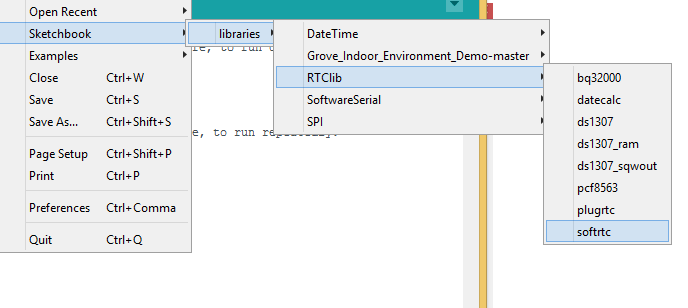 Open Recent
Sketchbook
Examples
Close Ctrl+W
Save Ctrl+S
Save As... Ctrl+Shift+S
Page Setup Ctrl+Shift+P
Print Ctrl+P
Preferences Ctrl+Comma
Quit Ctrl+Q
libraries
re, to run
e, to run
DateTime
Grove_Indoor_Environment_Demo-master
RTClib
SoftwareSerial
SPI
bq32000
datecalc
ds1307
ds1307_ram
ds1307_sqwout
pcf8563
plugrtc
softrtc